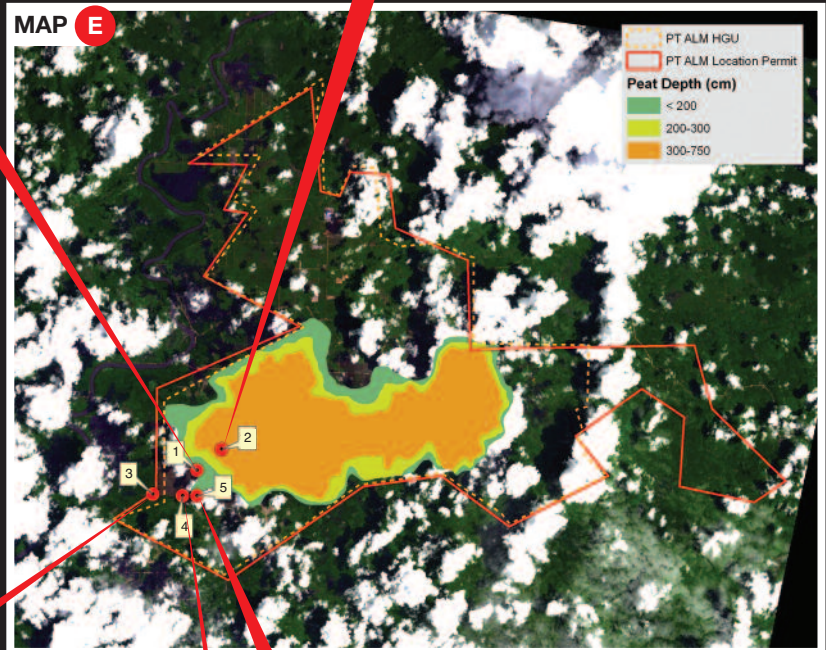 MAP E
PT ALM HGU
PT ALM Location Permit
Peat Depth (cm)
< 200
200-300
300-750
2
1
3
5
4